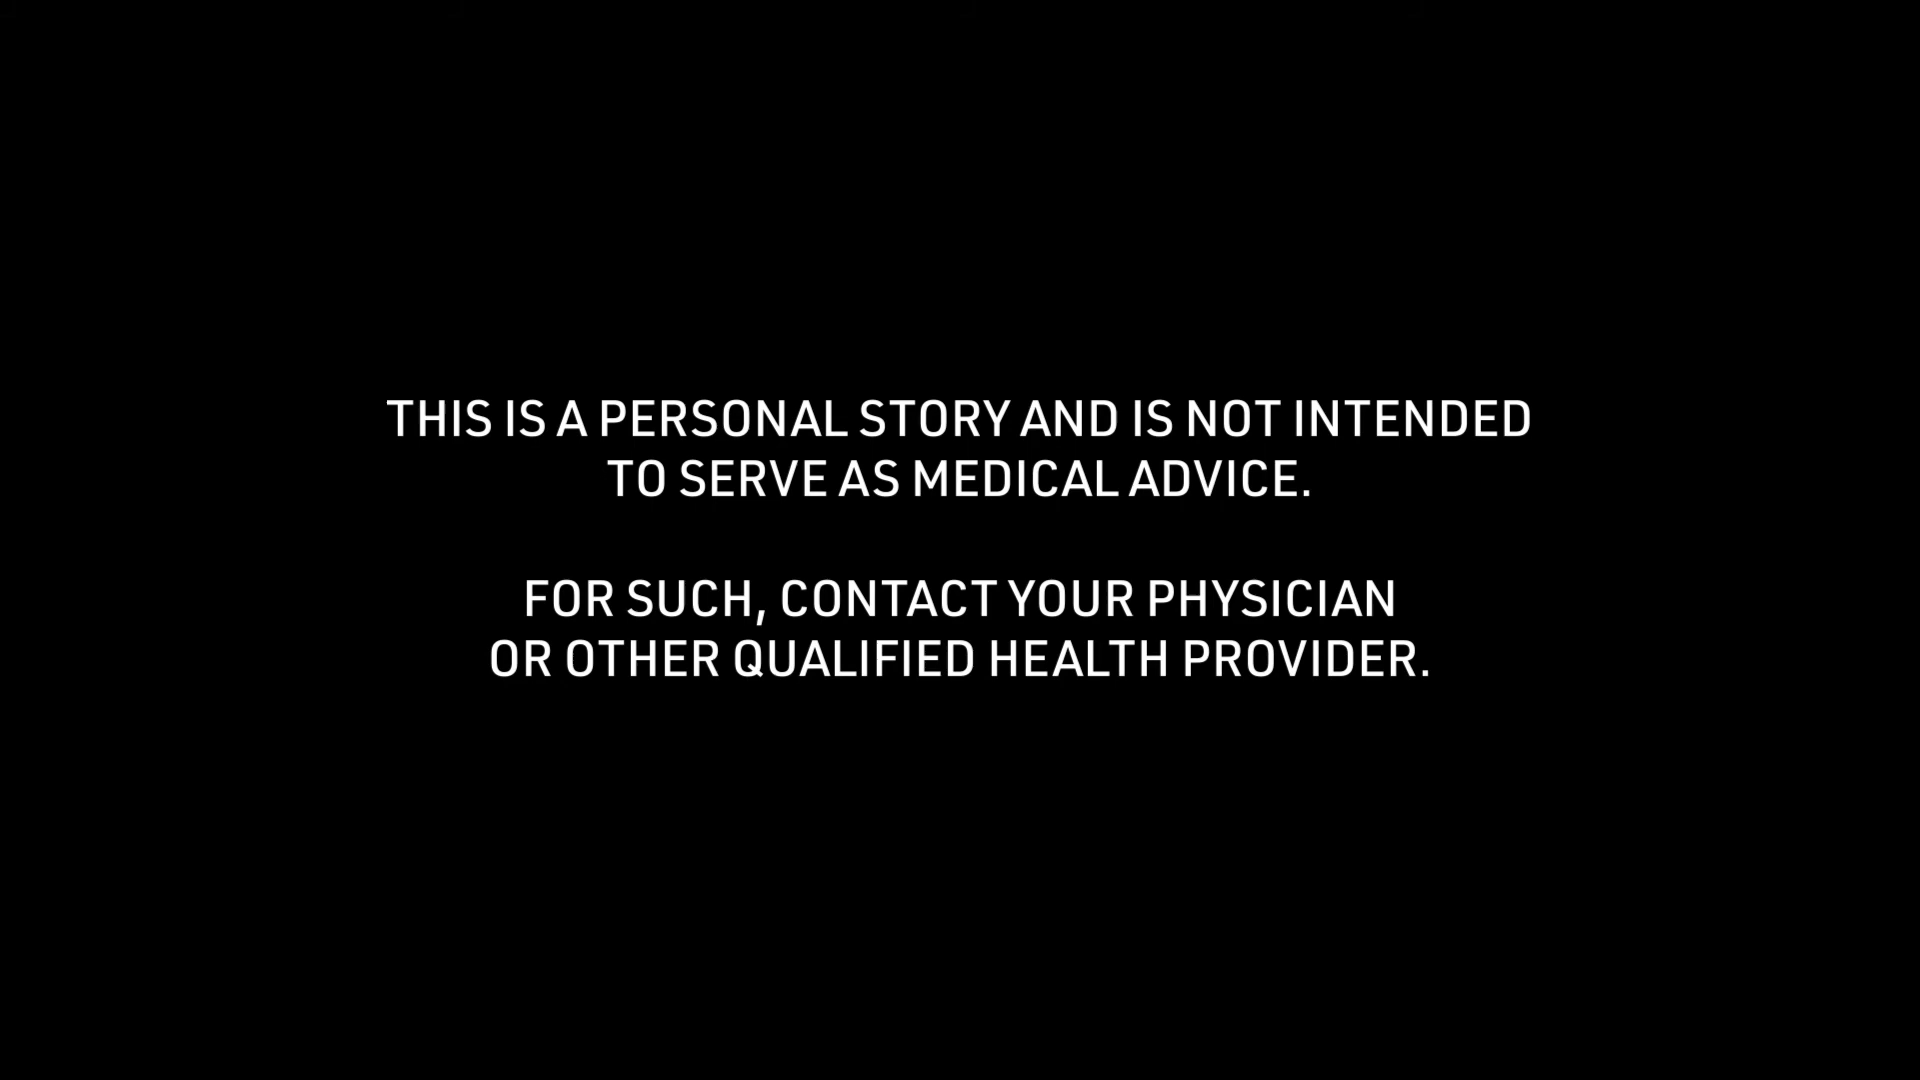 THIS IS A PERSONAL STORY AND IS NOT INTENDED
TO SERVE AS MEDICAL ADVICE.
FOR SUCH, CONTACT YOUR PHYSICIAN
OR OTHER QUALIFIED HEALTH PROVIDER.